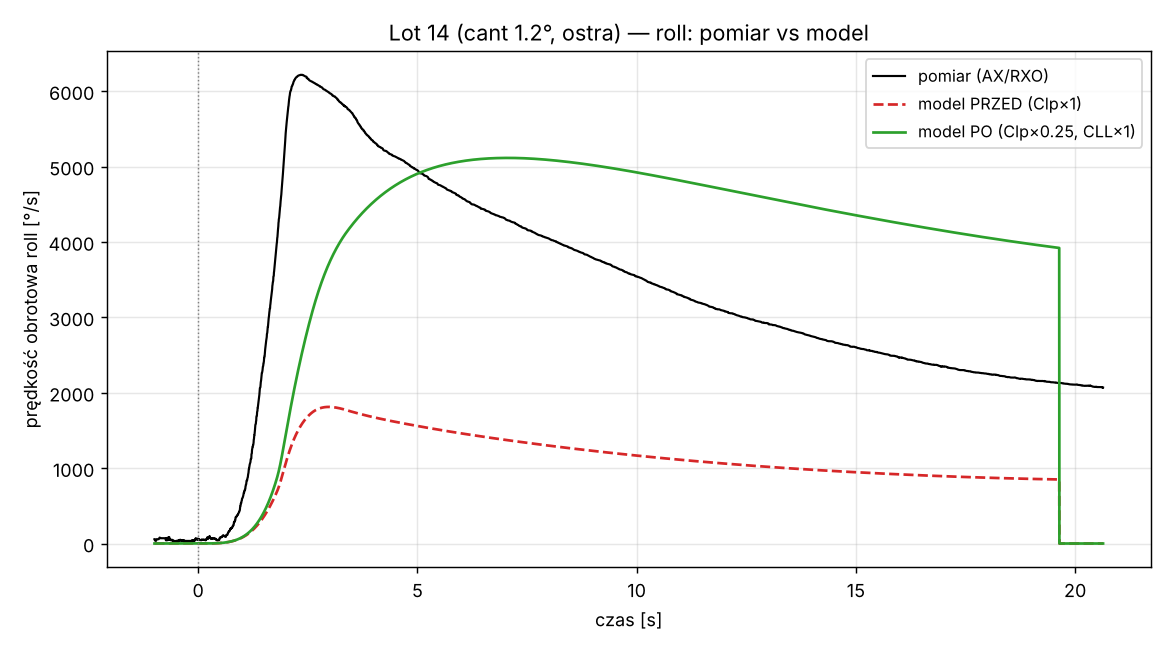 Lot 14 (cant 1.2°, ostra) — roll: pomiar vs model
pomiar (AX/RXO)
model PRZED (Clp×1)
model PO (Clp×0.25, CLL×1)
prędkość obrotowa roll [°/s]
6000
5000
4000
3000
2000
1000
0
0
5
10
15
20
czas [s]